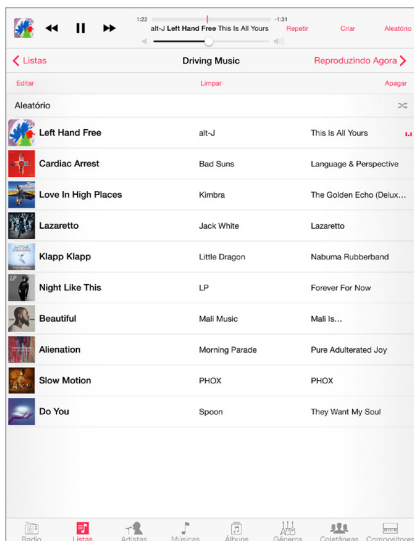 1:22 -1:31
alt-J Left Hand Free This Is All Yours Repetir Criar Aleatório
Listas Driving Music Reproduzindo Agora
Editar Limpar Apagar
Aleatório
Left Hand Free alt-J This Is All Yours
Cardiac Arrest Bad Suns Language & Perspective
Love In High Places Kimbra The Golden Echo (Delux...
Lazaretto Jack White Lazaretto
Klapp Klapp Little Dragon Nabuma Rubberband
Night Like This LP Forever For Now
Beautiful Mali Music Mali Is...
Alienation Morning Parade Pure Adulterated Joy
Slow Motion PHOX PHOX
Do You Spoon They Want My Soul
Rádio Listas Artistas Músicas Álbuns Gêneros Coletâneas Compositores